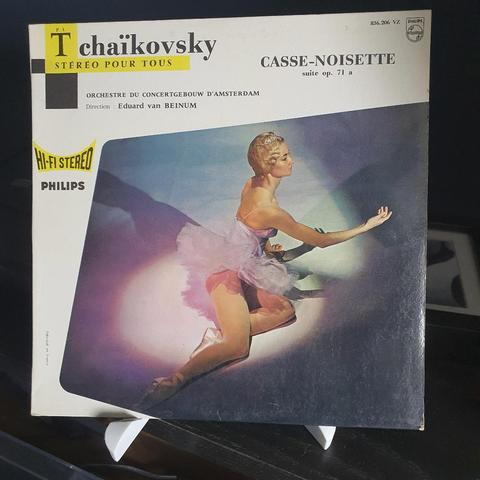 P. I.
Tchaïkovsky
STÉRÉO POUR TOUS
836.206 VZ
PHILIPS
CASSE-NOISETTE
suite op. 71 a
ORCHESTRE DU CONCERTGEBOUW D'AMSTERDAM
Direction : Eduard van BEINUM
HI-FI STEREO
PHILIPS